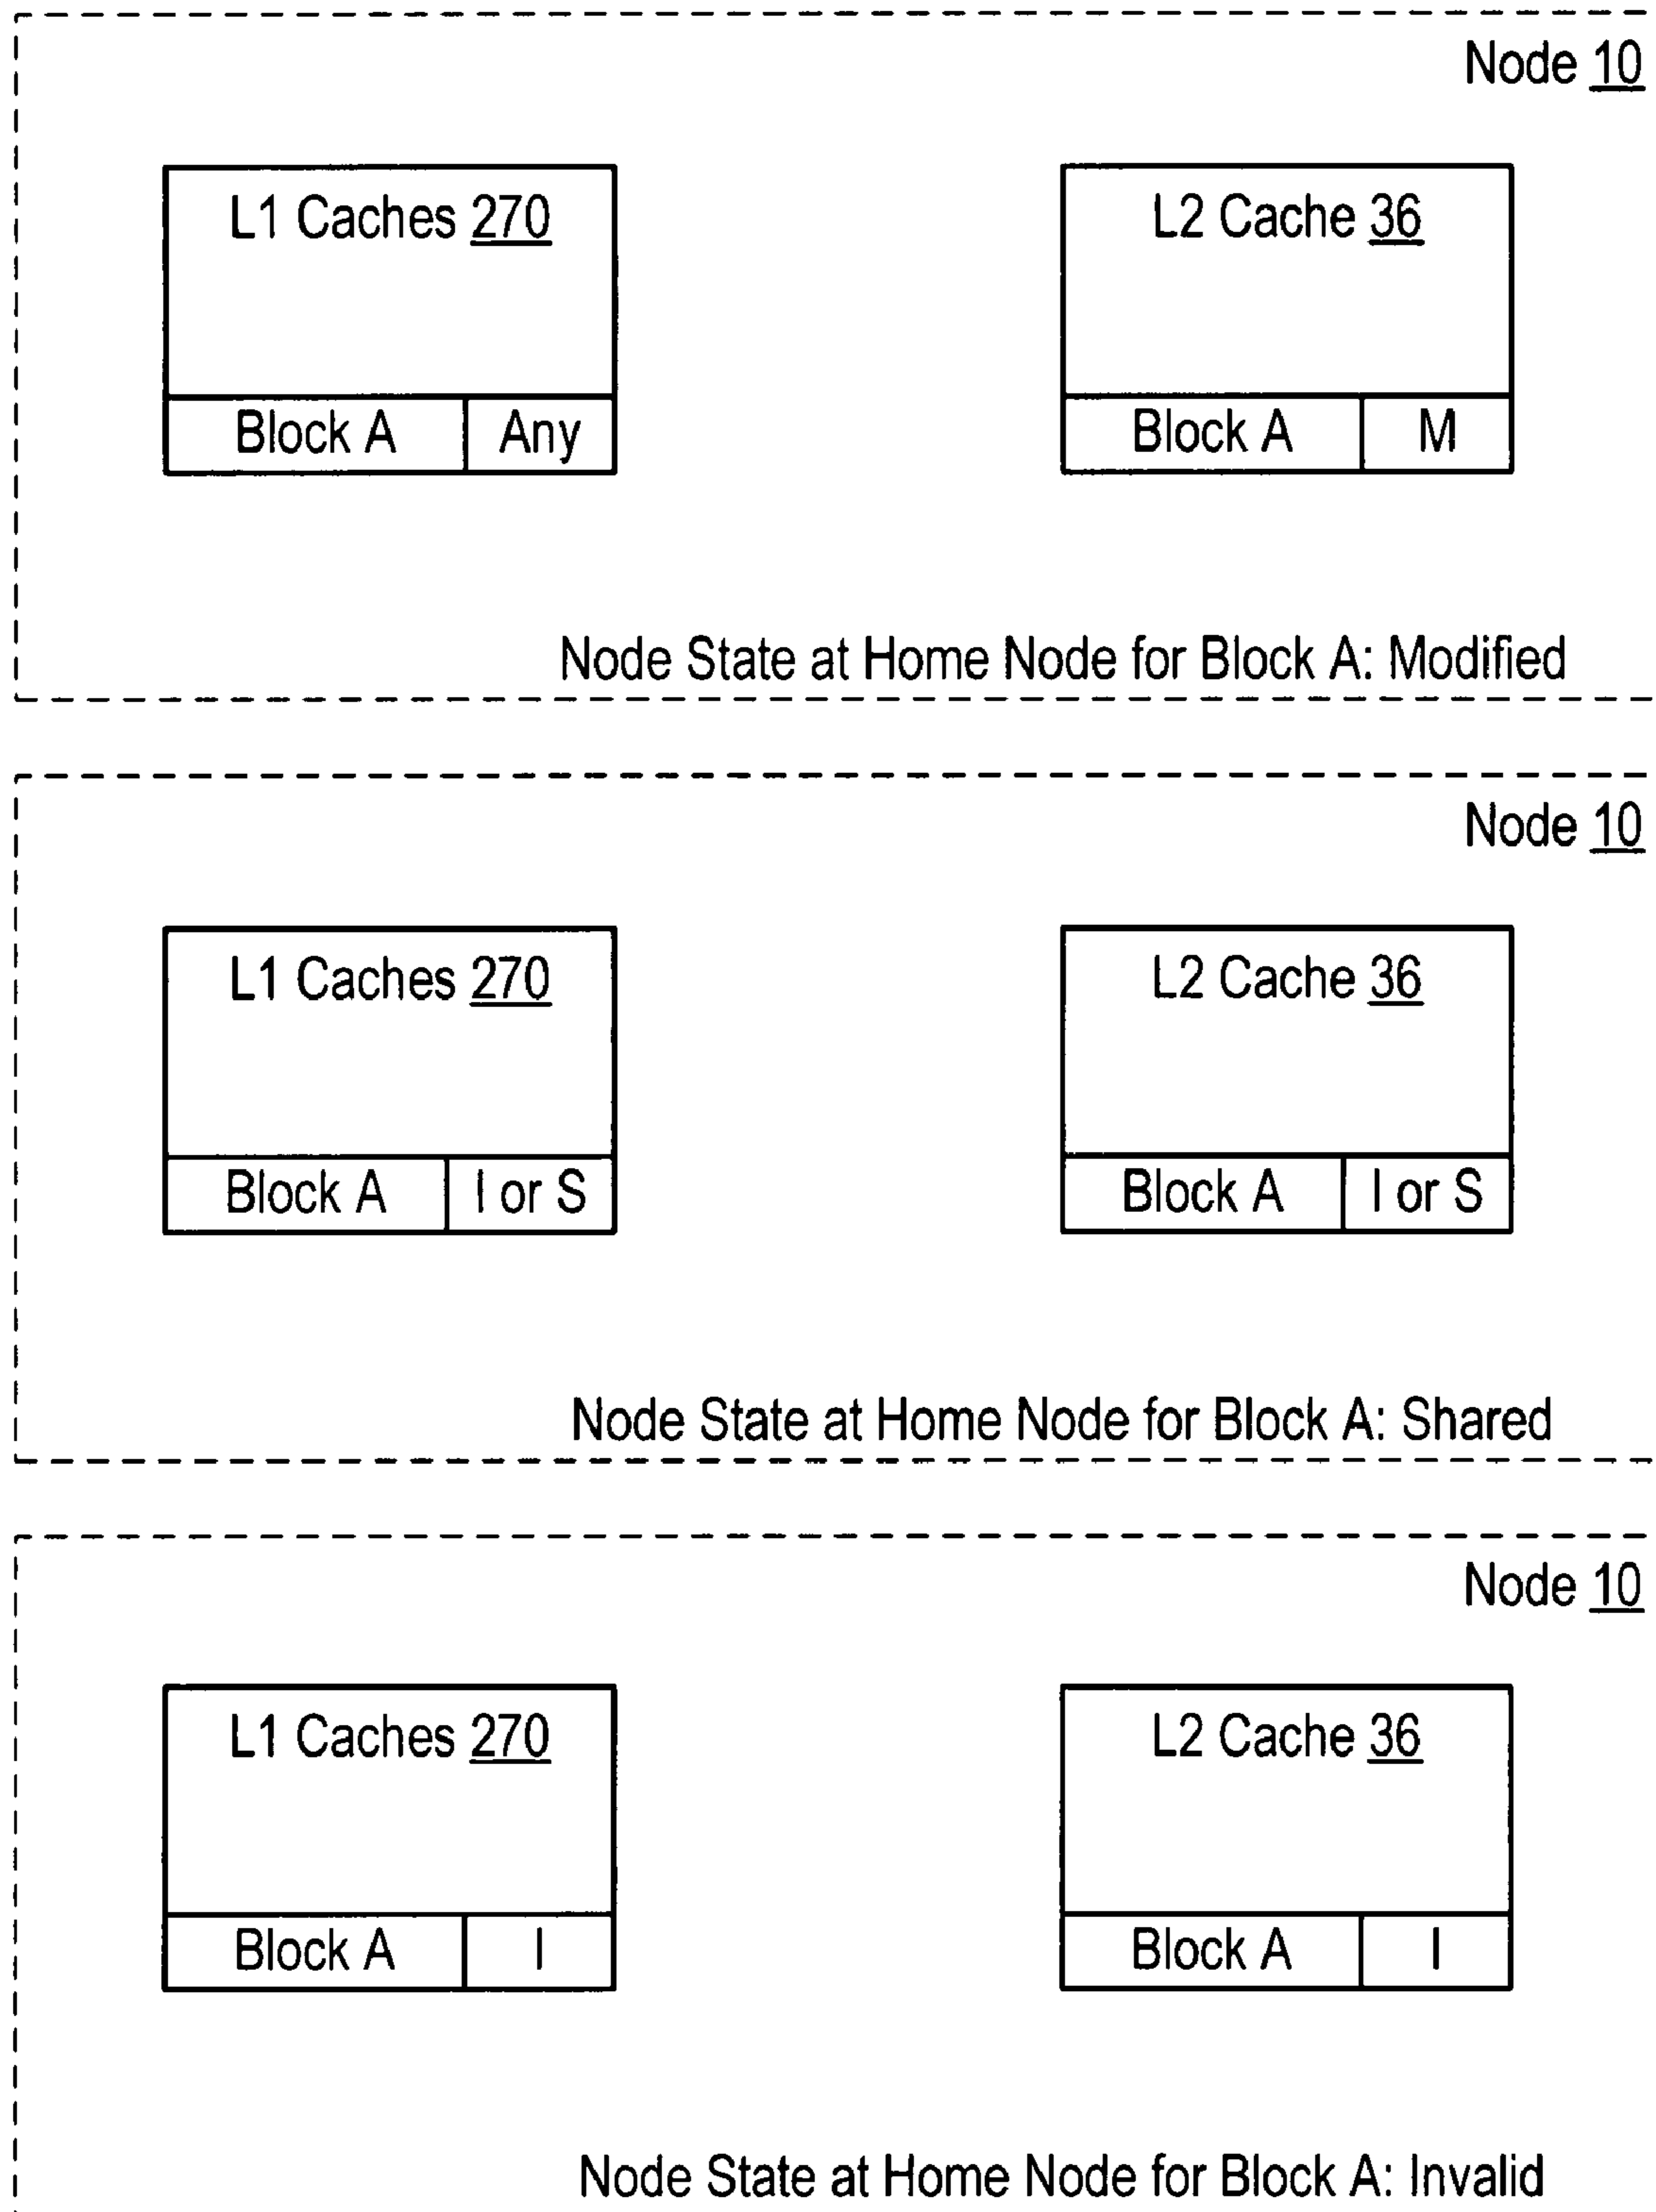 Node 10
L1 Caches 270
L2 Cache 36
Block A Any
Block A M
Node State at Home Node for Block A: Modified
Node 10
L1 Caches 270
L2 Cache 36
Block A I or S
Block A I or S
Node State at Home Node for Block A: Shared
Node 10
L1 Caches 270
L2 Cache 36
Block A I
Block A I
Node State at Home Node for Block A: Invalid